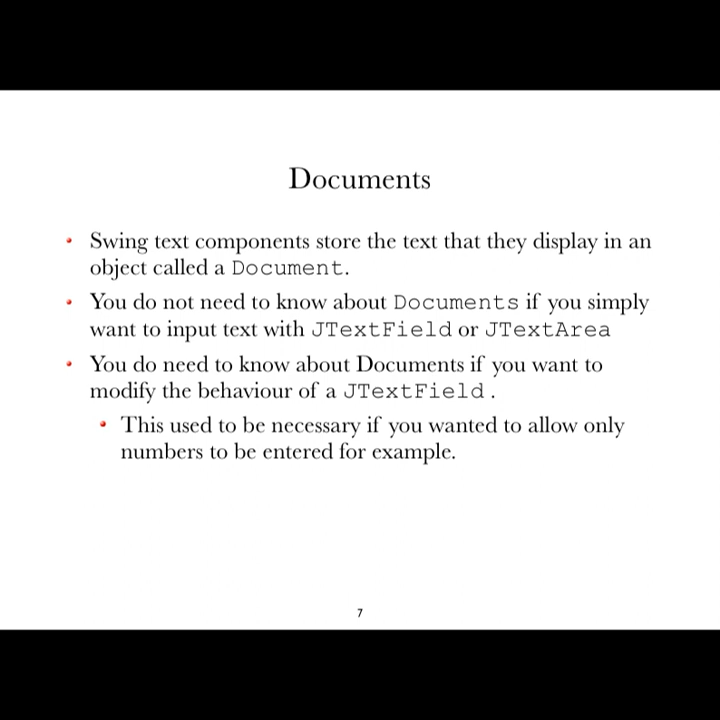 Documents
Swing text components store the text that they display in an
object called a Document.
You do not need to know about Documents if you simply
want to input text with JTextField or JTextArea
You do need to know about Documents if you want to
modify the behaviour of a JTextField.
This used to be necessary if you wanted to allow only
numbers to be entered for example.
7